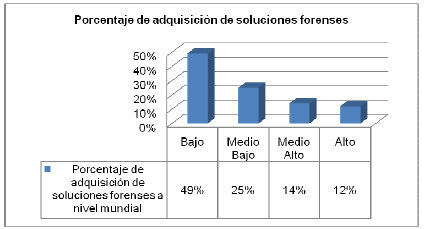 Porcentaje de adquisición de soluciones forenses
50%
40%
30%
20%
10%
0%
Bajo
Medio Bajo
Medio Alto
Alto
Porcentaje de
adquisición de
soluciones forenses a
nivel mundial
49%
25%
14%
12%